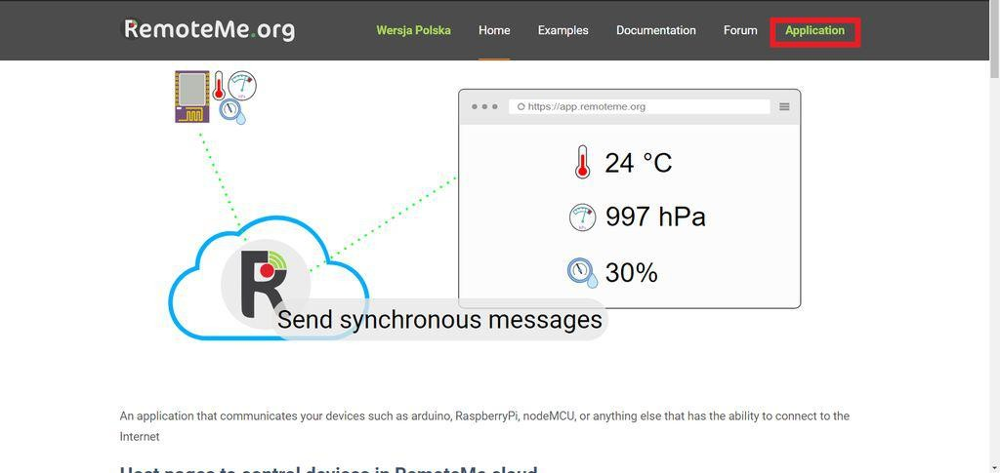 RemoteMe.org
Wersja Polska
Home
Examples
Documentation
Forum
Application
https://app.remoteme.org
24 °C
997 hPa
30%
R
Send synchronous messages
An application that communicates your devices such as arduino, RaspberryPi, nodeMCU, or anything else that has the ability to connect to the
Internet
Host pages to control devices in RemoteMe cloud